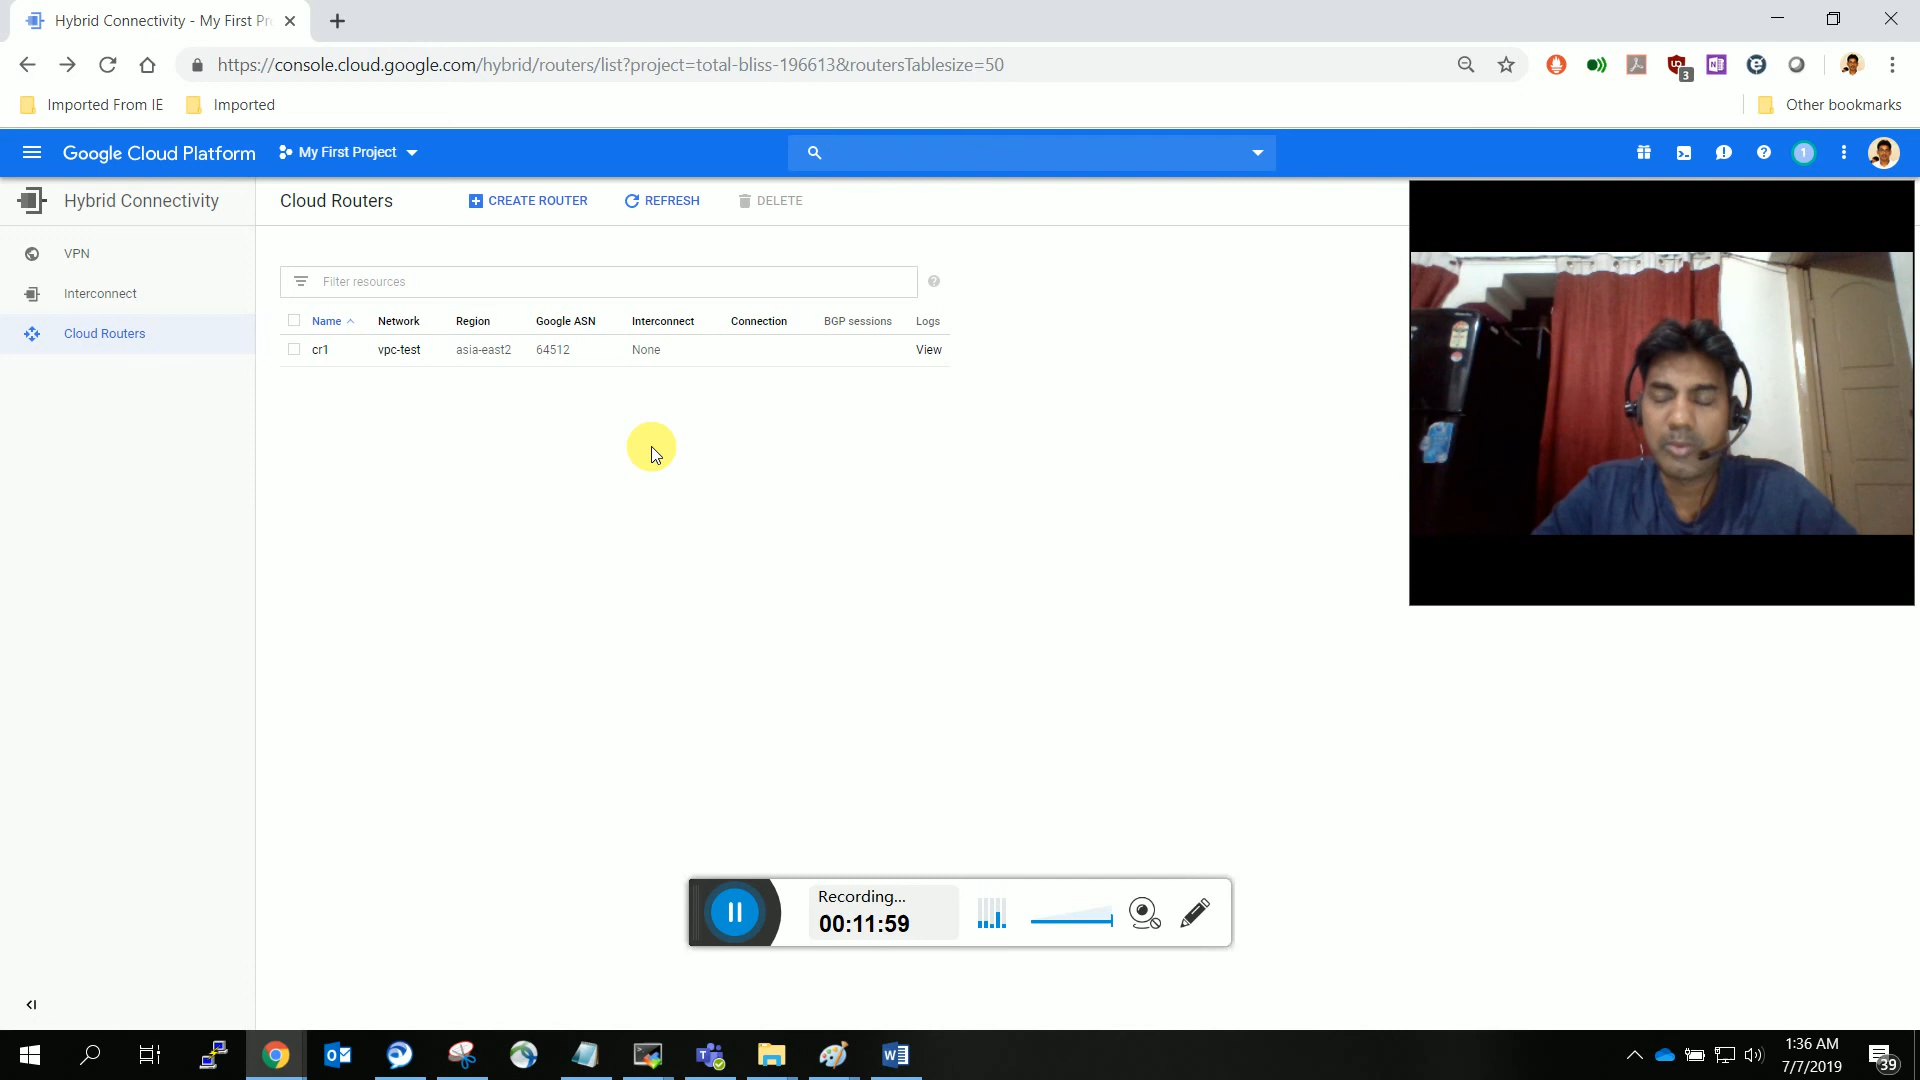 Hybrid Connectivity - My First Pr
https://console.cloud.google.com/hybrid/routers/list?project=total-bliss-196613&routersTablesize=50
3
Imported From IE
Imported
Other bookmarks
Google Cloud Platform
My First Project
1
Hybrid Connectivity
Cloud Routers
CREATE ROUTER
REFRESH
DELETE
VPN
Interconnect
Cloud Routers
Filter resources
Name
Network
Region
Google ASN
Interconnect
Connection
BGP sessions
Logs
cr1
vpc-test
asia-east2
64512
None
View
Recording...
00:11:59
1:36 AM
7/7/2019
39